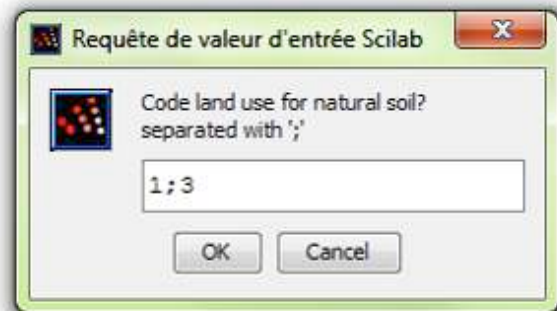 Requête de valeur d'entrée Scilab
Code land use for natural soil?
separated with ';'
1;3
OK
Cancel